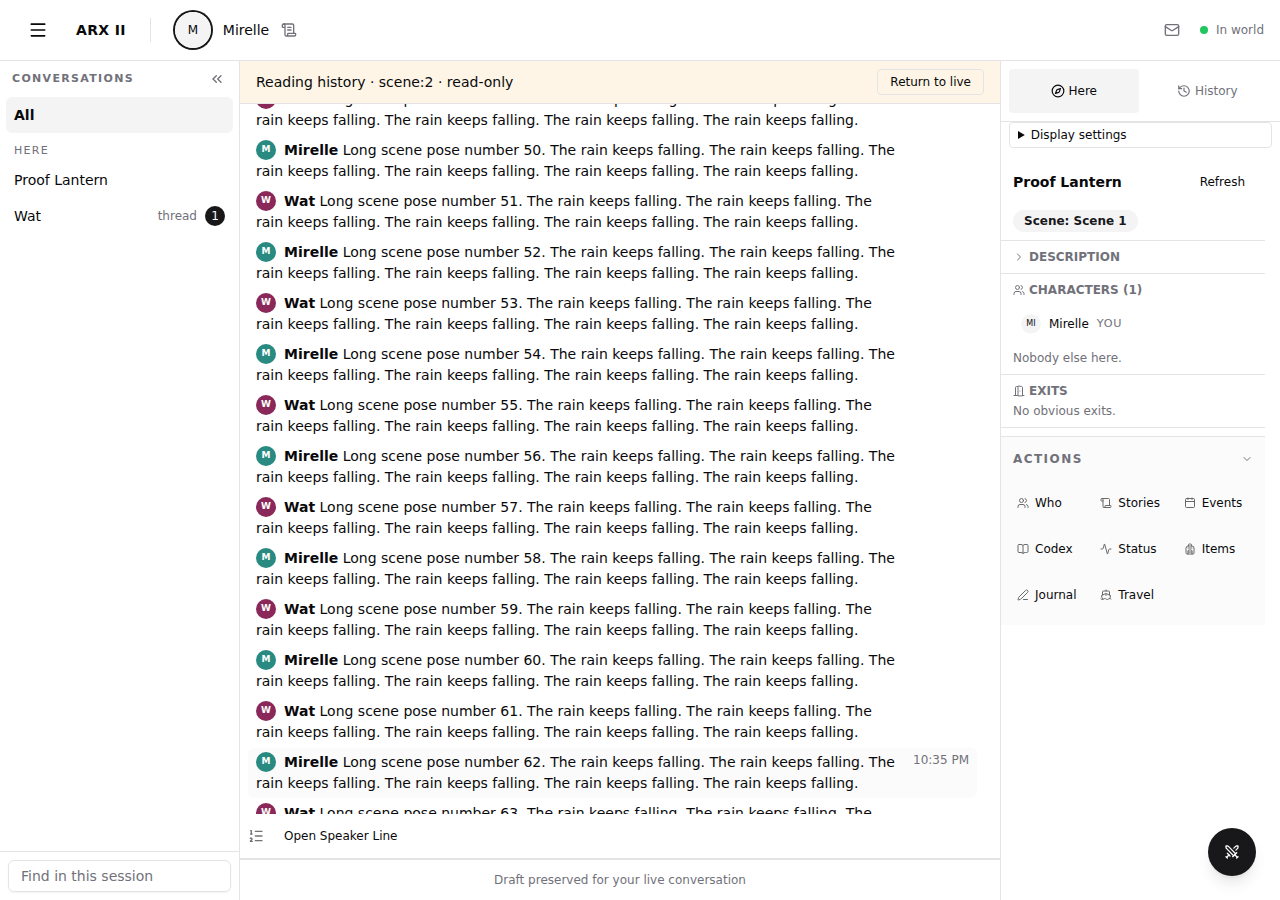 ARX II
M
Mirelle
In world
CONVERSATIONS
All
HERE
Proof Lantern
Wat
thread
1
Find in this session
Reading history · scene:2 · read-only
Return to live
rain keeps falling. The rain keeps falling. The rain keeps falling. The rain keeps falling.
M Mirelle Long scene pose number 50. The rain keeps falling. The rain keeps falling. The
rain keeps falling. The rain keeps falling. The rain keeps falling. The rain keeps falling.
W Wat Long scene pose number 51. The rain keeps falling. The rain keeps falling. The
rain keeps falling. The rain keeps falling. The rain keeps falling. The rain keeps falling.
M Mirelle Long scene pose number 52. The rain keeps falling. The rain keeps falling. The
rain keeps falling. The rain keeps falling. The rain keeps falling. The rain keeps falling.
W Wat Long scene pose number 53. The rain keeps falling. The rain keeps falling. The
rain keeps falling. The rain keeps falling. The rain keeps falling. The rain keeps falling.
M Mirelle Long scene pose number 54. The rain keeps falling. The rain keeps falling. The
rain keeps falling. The rain keeps falling. The rain keeps falling. The rain keeps falling.
W Wat Long scene pose number 55. The rain keeps falling. The rain keeps falling. The
rain keeps falling. The rain keeps falling. The rain keeps falling. The rain keeps falling.
M Mirelle Long scene pose number 56. The rain keeps falling. The rain keeps falling. The
rain keeps falling. The rain keeps falling. The rain keeps falling. The rain keeps falling.
W Wat Long scene pose number 57. The rain keeps falling. The rain keeps falling. The
rain keeps falling. The rain keeps falling. The rain keeps falling. The rain keeps falling.
M Mirelle Long scene pose number 58. The rain keeps falling. The rain keeps falling. The
rain keeps falling. The rain keeps falling. The rain keeps falling. The rain keeps falling.
W Wat Long scene pose number 59. The rain keeps falling. The rain keeps falling. The
rain keeps falling. The rain keeps falling. The rain keeps falling. The rain keeps falling.
M Mirelle Long scene pose number 60. The rain keeps falling. The rain keeps falling. The
rain keeps falling. The rain keeps falling. The rain keeps falling. The rain keeps falling.
W Wat Long scene pose number 61. The rain keeps falling. The rain keeps falling. The
rain keeps falling. The rain keeps falling. The rain keeps falling. The rain keeps falling.
M Mirelle Long scene pose number 62. The rain keeps falling. The rain keeps falling. The
10:35 PM
rain keeps falling. The rain keeps falling. The rain keeps falling. The rain keeps falling.
W Wat Long scene pose number 63. The rain keeps falling. The rain keeps falling. The
Open Speaker Line
Draft preserved for your live conversation
Here
History
Display settings
Proof Lantern
Refresh
Scene: Scene 1
DESCRIPTION
CHARACTERS (1)
MI Mirelle YOU
Nobody else here.
EXITS
No obvious exits.
ACTIONS
Who
Stories
Events
Codex
Status
Items
Journal
Travel